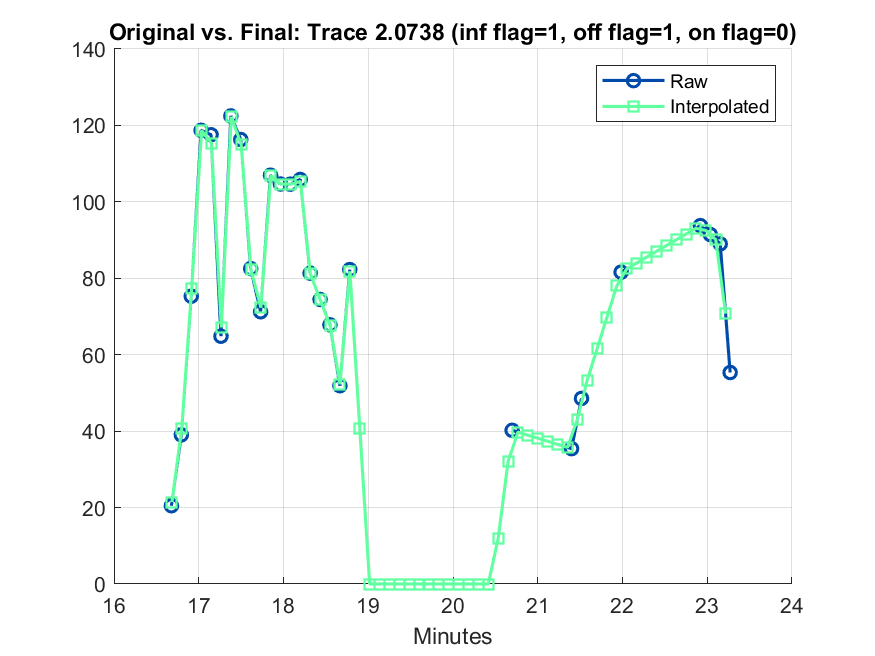 Original vs. Final: Trace 2.0738 (inf flag=1, off flag=1, on flag=0)
140
120
100
80
60
40
20
0
Raw
Interpolated
16 17 18 19 20 21 22 23 24
Minutes